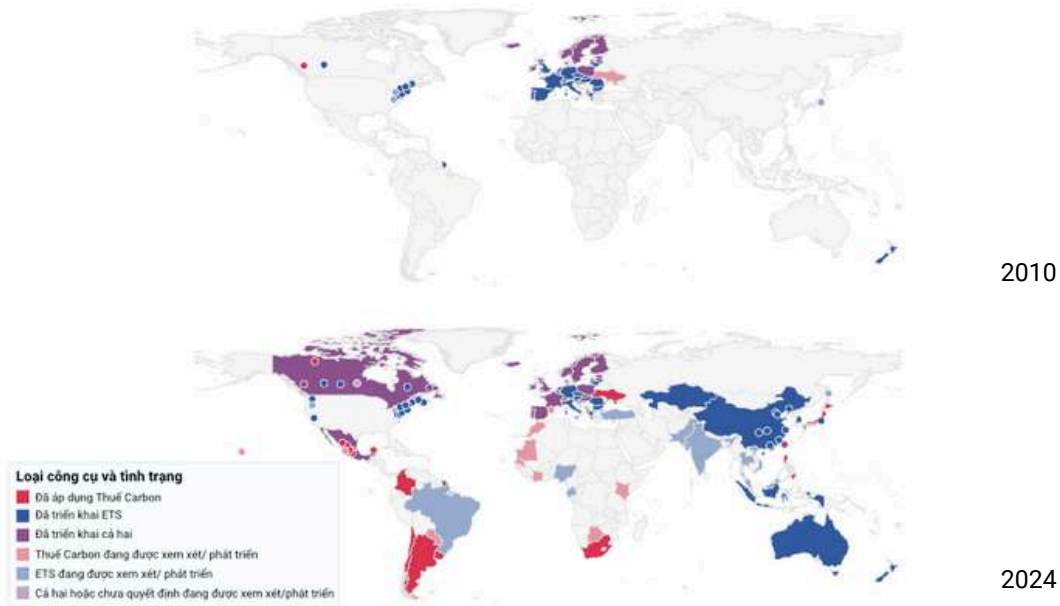 2010
Loại công cụ và tình trạng
Đã áp dụng Thuế Carbon
Đã triển khai ETS
Đã triển khai cả hai
Thuế Carbon đang được xem xét/ phát triển
ETS đang được xem xét/ phát triển
Cả hai hoặc chưa quyết định đang được xem xét/phát triển
2024